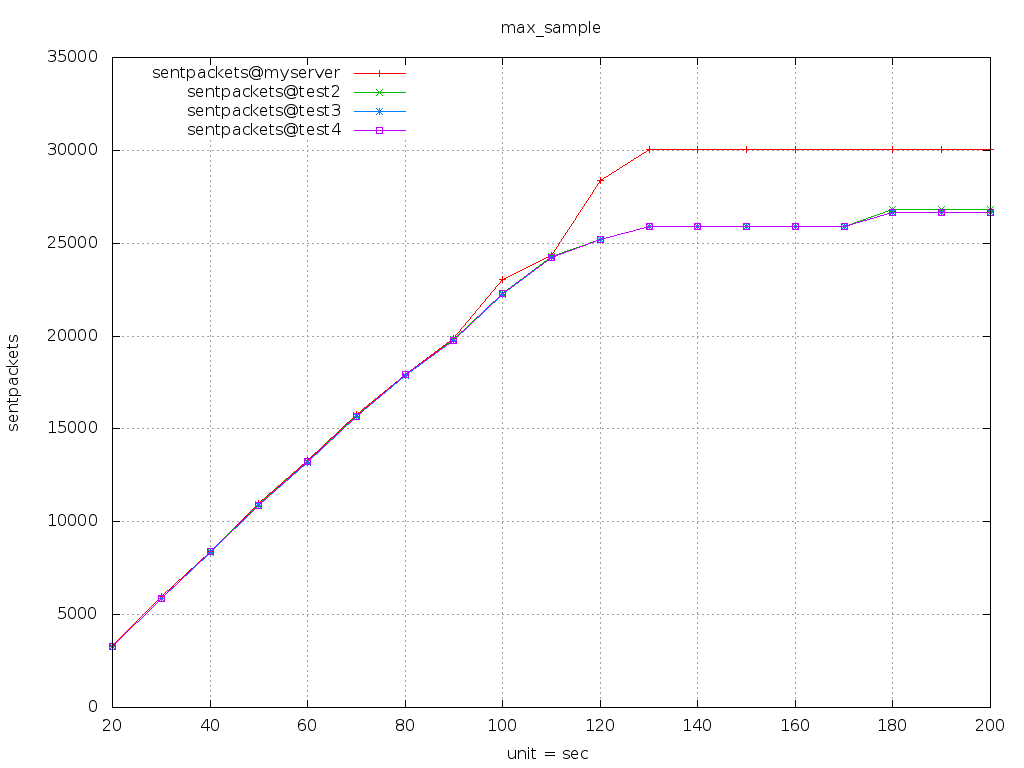 max_sample
35000
30000
25000
20000
15000
10000
5000
0
sentpackets@myserver
sentpackets@test2
sentpackets@test3
sentpackets@test4
sentpackets
20 40 60 80 100 120 140 160 180 200
unit = sec